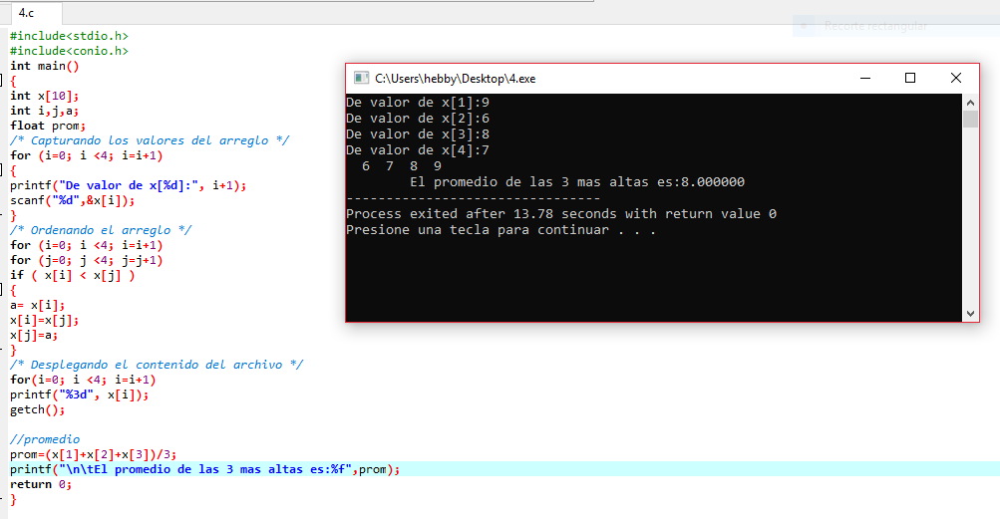 4.c
Recorte rectangular
#include<stdio.h>
#include<conio.h>
int main()
{
int x[10];
int i,j,a;
float prom;
/* Capturando los valores del arreglo */
for (i=0; i <4; i=i+1)
{
printf("De valor de x[%d]:", i+1);
scanf("%d",&x[i]);
}
/* Ordenando el arreglo */
for (i=0; i <4; i=i+1)
for (j=0; j <4; j=j+1)
if ( x[i] < x[j] )
{
a= x[i];
x[i]=x[j];
x[j]=a;
}
/* Desplegando el contenido del archivo */
for(i=0; i <4; i=i+1)
printf("%3d", x[i]);
getch();
//promedio
prom=(x[1]+x[2]+x[3])/3;
printf("\n\tEl promedio de las 3 mas altas es:%f",prom);
return 0;
}
C:\Users\hebby\Desktop\4.exe
De valor de x[1]:9
De valor de x[2]:6
De valor de x[3]:8
De valor de x[4]:7
  6  7  8  9
        El promedio de las 3 mas altas es:8.000000
--------------------------------
Process exited after 13.78 seconds with return value 0
Presione una tecla para continuar . . .